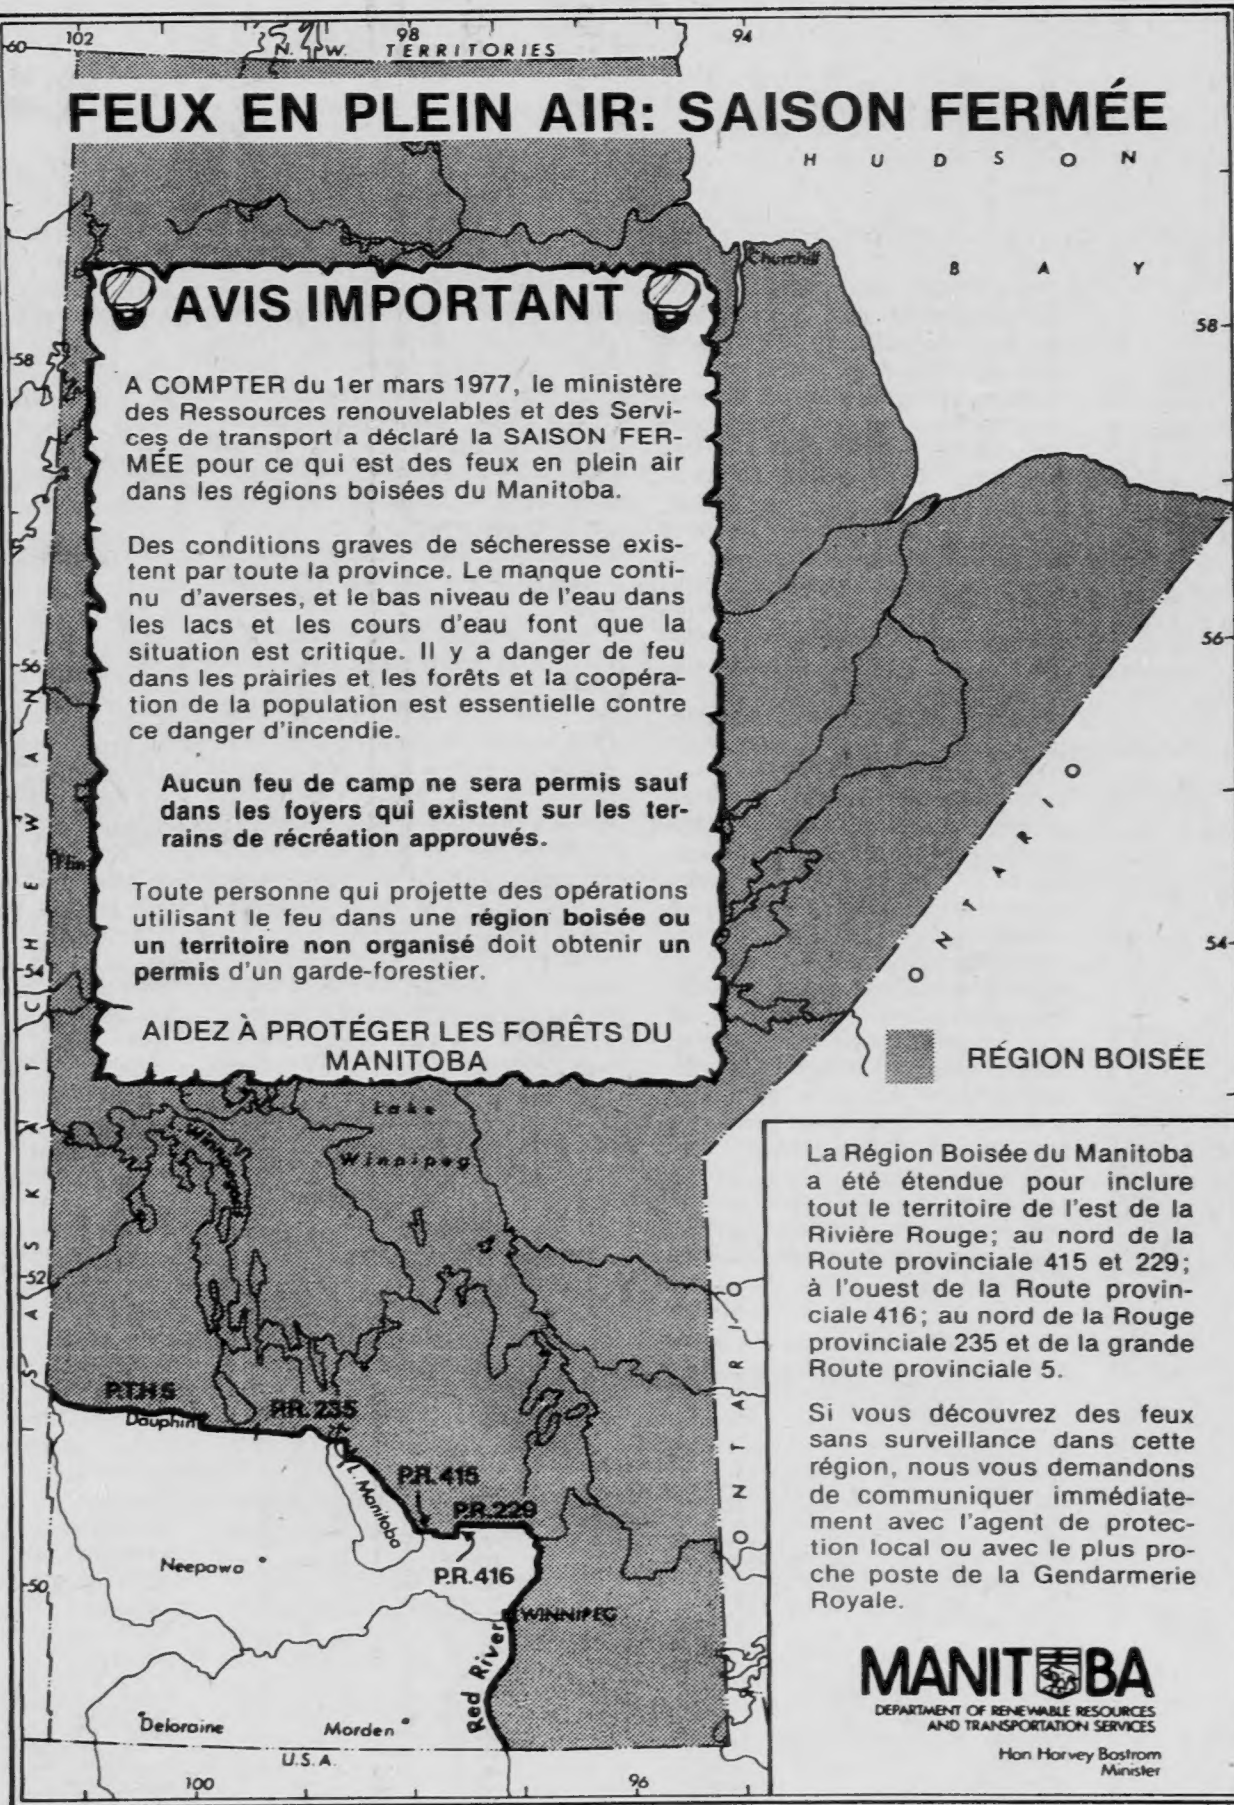 102 98 94
60 N. W. TERRITORIES
FEUX EN PLEIN AIR: SAISON FERMÉE
HUDSON
BAY
Churchill
58
58
AVIS IMPORTANT
A COMPTER du 1er mars 1977, le ministère
des Ressources renouvelables et des Servi-
ces de transport a déclaré la SAISON FER-
MÉE pour ce qui est des feux en plein air
dans les régions boisées du Manitoba.
Des conditions graves de sécheresse exis-
tent par toute la province. Le manque conti-
nu d'averses, et le bas niveau de l'eau dans
les lacs et les cours d'eau font que la
situation est critique. Il y a danger de feu
dans les prairies et les forêts et la coopéra-
tion de la population est essentielle contre
ce danger d'incendie.
Aucun feu de camp ne sera permis sauf
dans les foyers qui existent sur les ter-
rains de récréation approuvés.
Toute personne qui projette des opérations
utilisant le feu dans une région boisée ou
un territoire non organisé doit obtenir un
permis d'un garde-forestier.
AIDEZ À PROTÉGER LES FORÊTS DU
MANITOBA
56
56
54
54
SASKATCHEWAN
Flin
ONTARIO
RÉGION BOISÉE
Lake
Winnipeg
Winnipegosis
52
ONTARIO
P.T.H 5
Dauphin
P.R. 235
L. Manitoba
P.R. 415
P.R. 229
P.R. 416
Neepawa
50
WINNIPEG
Red River
Deloraine
Morden
U.S.A.
100 96
La Région Boisée du Manitoba
a été étendue pour inclure
tout le territoire de l'est de la
Rivière Rouge; au nord de la
Route provinciale 415 et 229;
à l'ouest de la Route provin-
ciale 416; au nord de la Rouge
provinciale 235 et de la grande
Route provinciale 5.
Si vous découvrez des feux
sans surveillance dans cette
région, nous vous demandons
de communiquer immédiate-
ment avec l'agent de protec-
tion local ou avec le plus pro-
che poste de la Gendarmerie
Royale.
MANITOBA
DEPARTMENT OF RENEWABLE RESOURCES
AND TRANSPORTATION SERVICES
Hon Harvey Bostrom
Minister